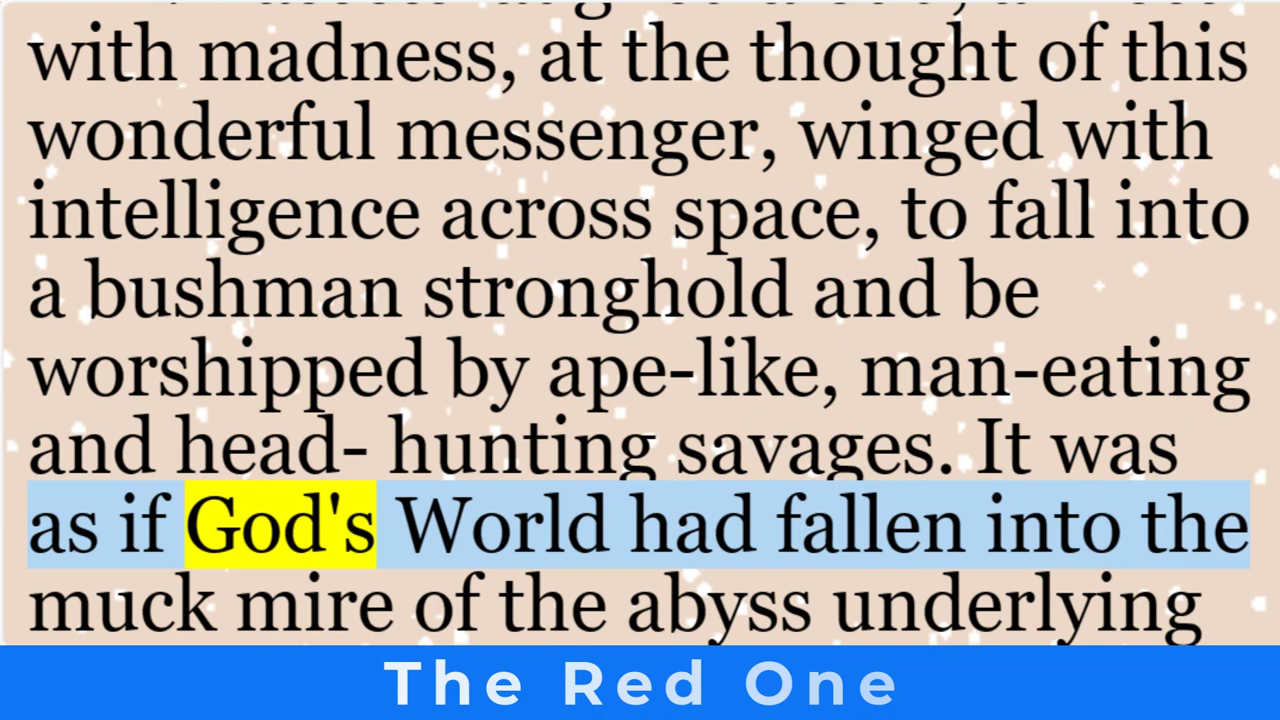 with madness, at the thought of this
wonderful messenger, winged with
intelligence across space, to fall into
a bushman stronghold and be
worshipped by ape-like, man-eating
and head- hunting savages. It was
as if God's World had fallen into the
muck mire of the abyss underlying
The Red One